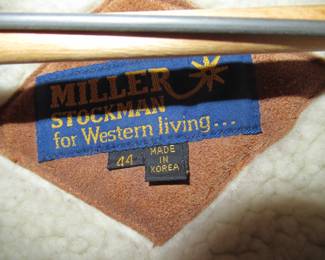 MILLER
STOCKMAN
for Western living...
44
MADE
IN
KOREA